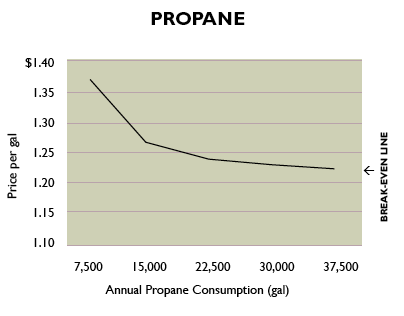 PROPANE
$1.40
1.35
1.30
1.25
1.20
1.15
1.10
Price per gal
BREAK-EVEN LINE
7,500 15,000 22,500 30,000 37,500
Annual Propane Consumption (gal)